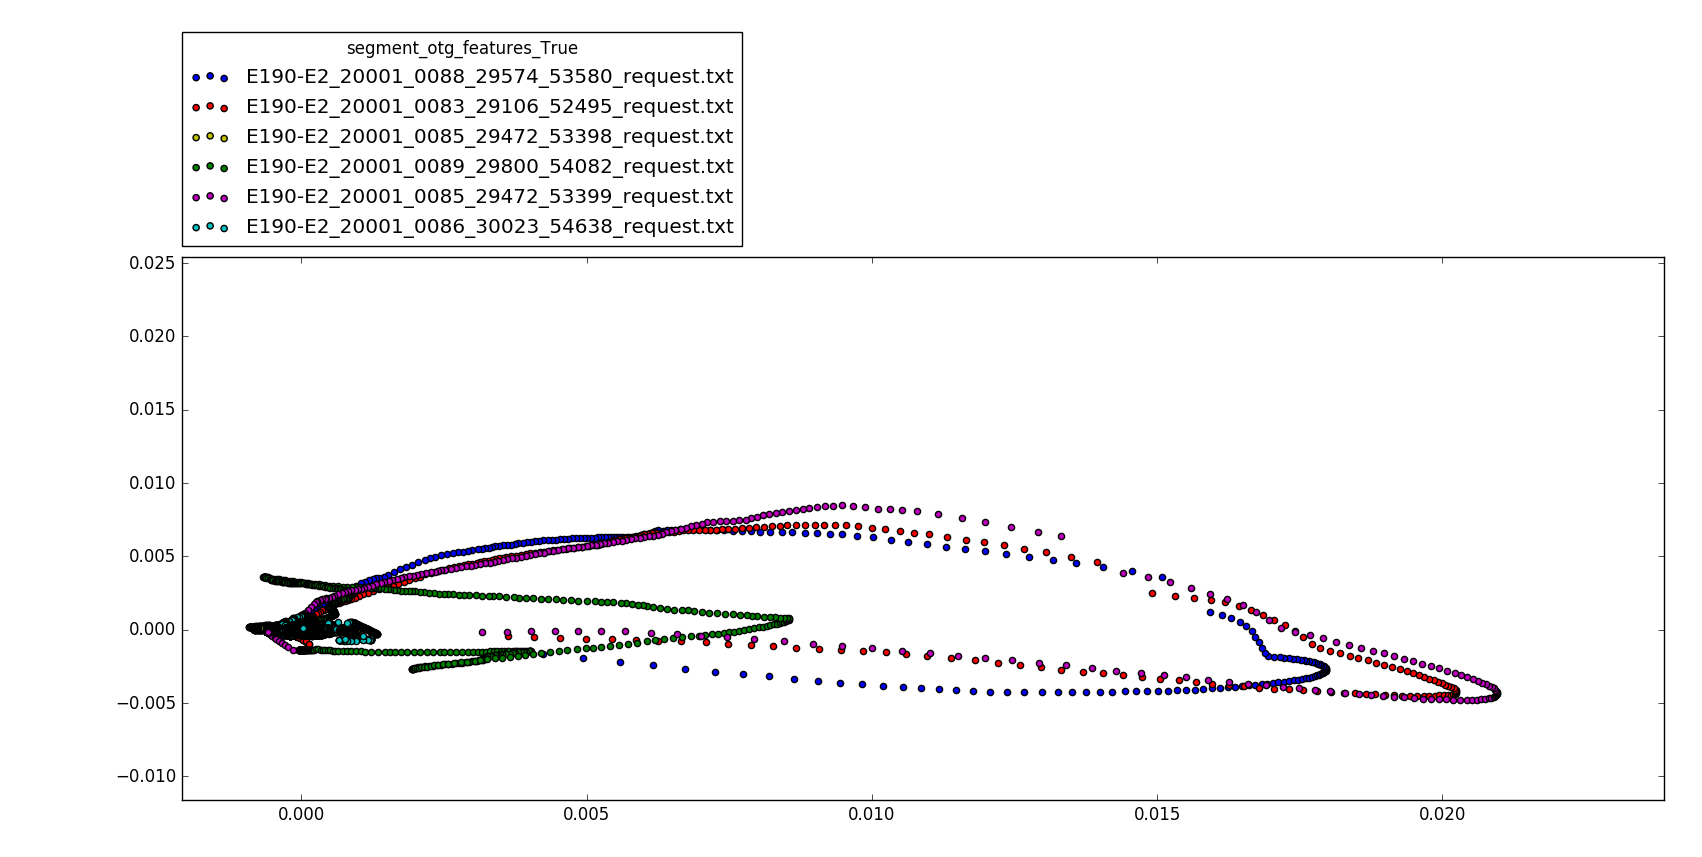 segment_otg_features_True
E190-E2_20001_0088_29574_53580_request.txt
E190-E2_20001_0083_29106_52495_request.txt
E190-E2_20001_0085_29472_53398_request.txt
E190-E2_20001_0089_29800_54082_request.txt
E190-E2_20001_0085_29472_53399_request.txt
E190-E2_20001_0086_30023_54638_request.txt
0.025
0.020
0.015
0.010
0.005
0.000
−0.005
−0.010
0.000 0.005 0.010 0.015 0.020